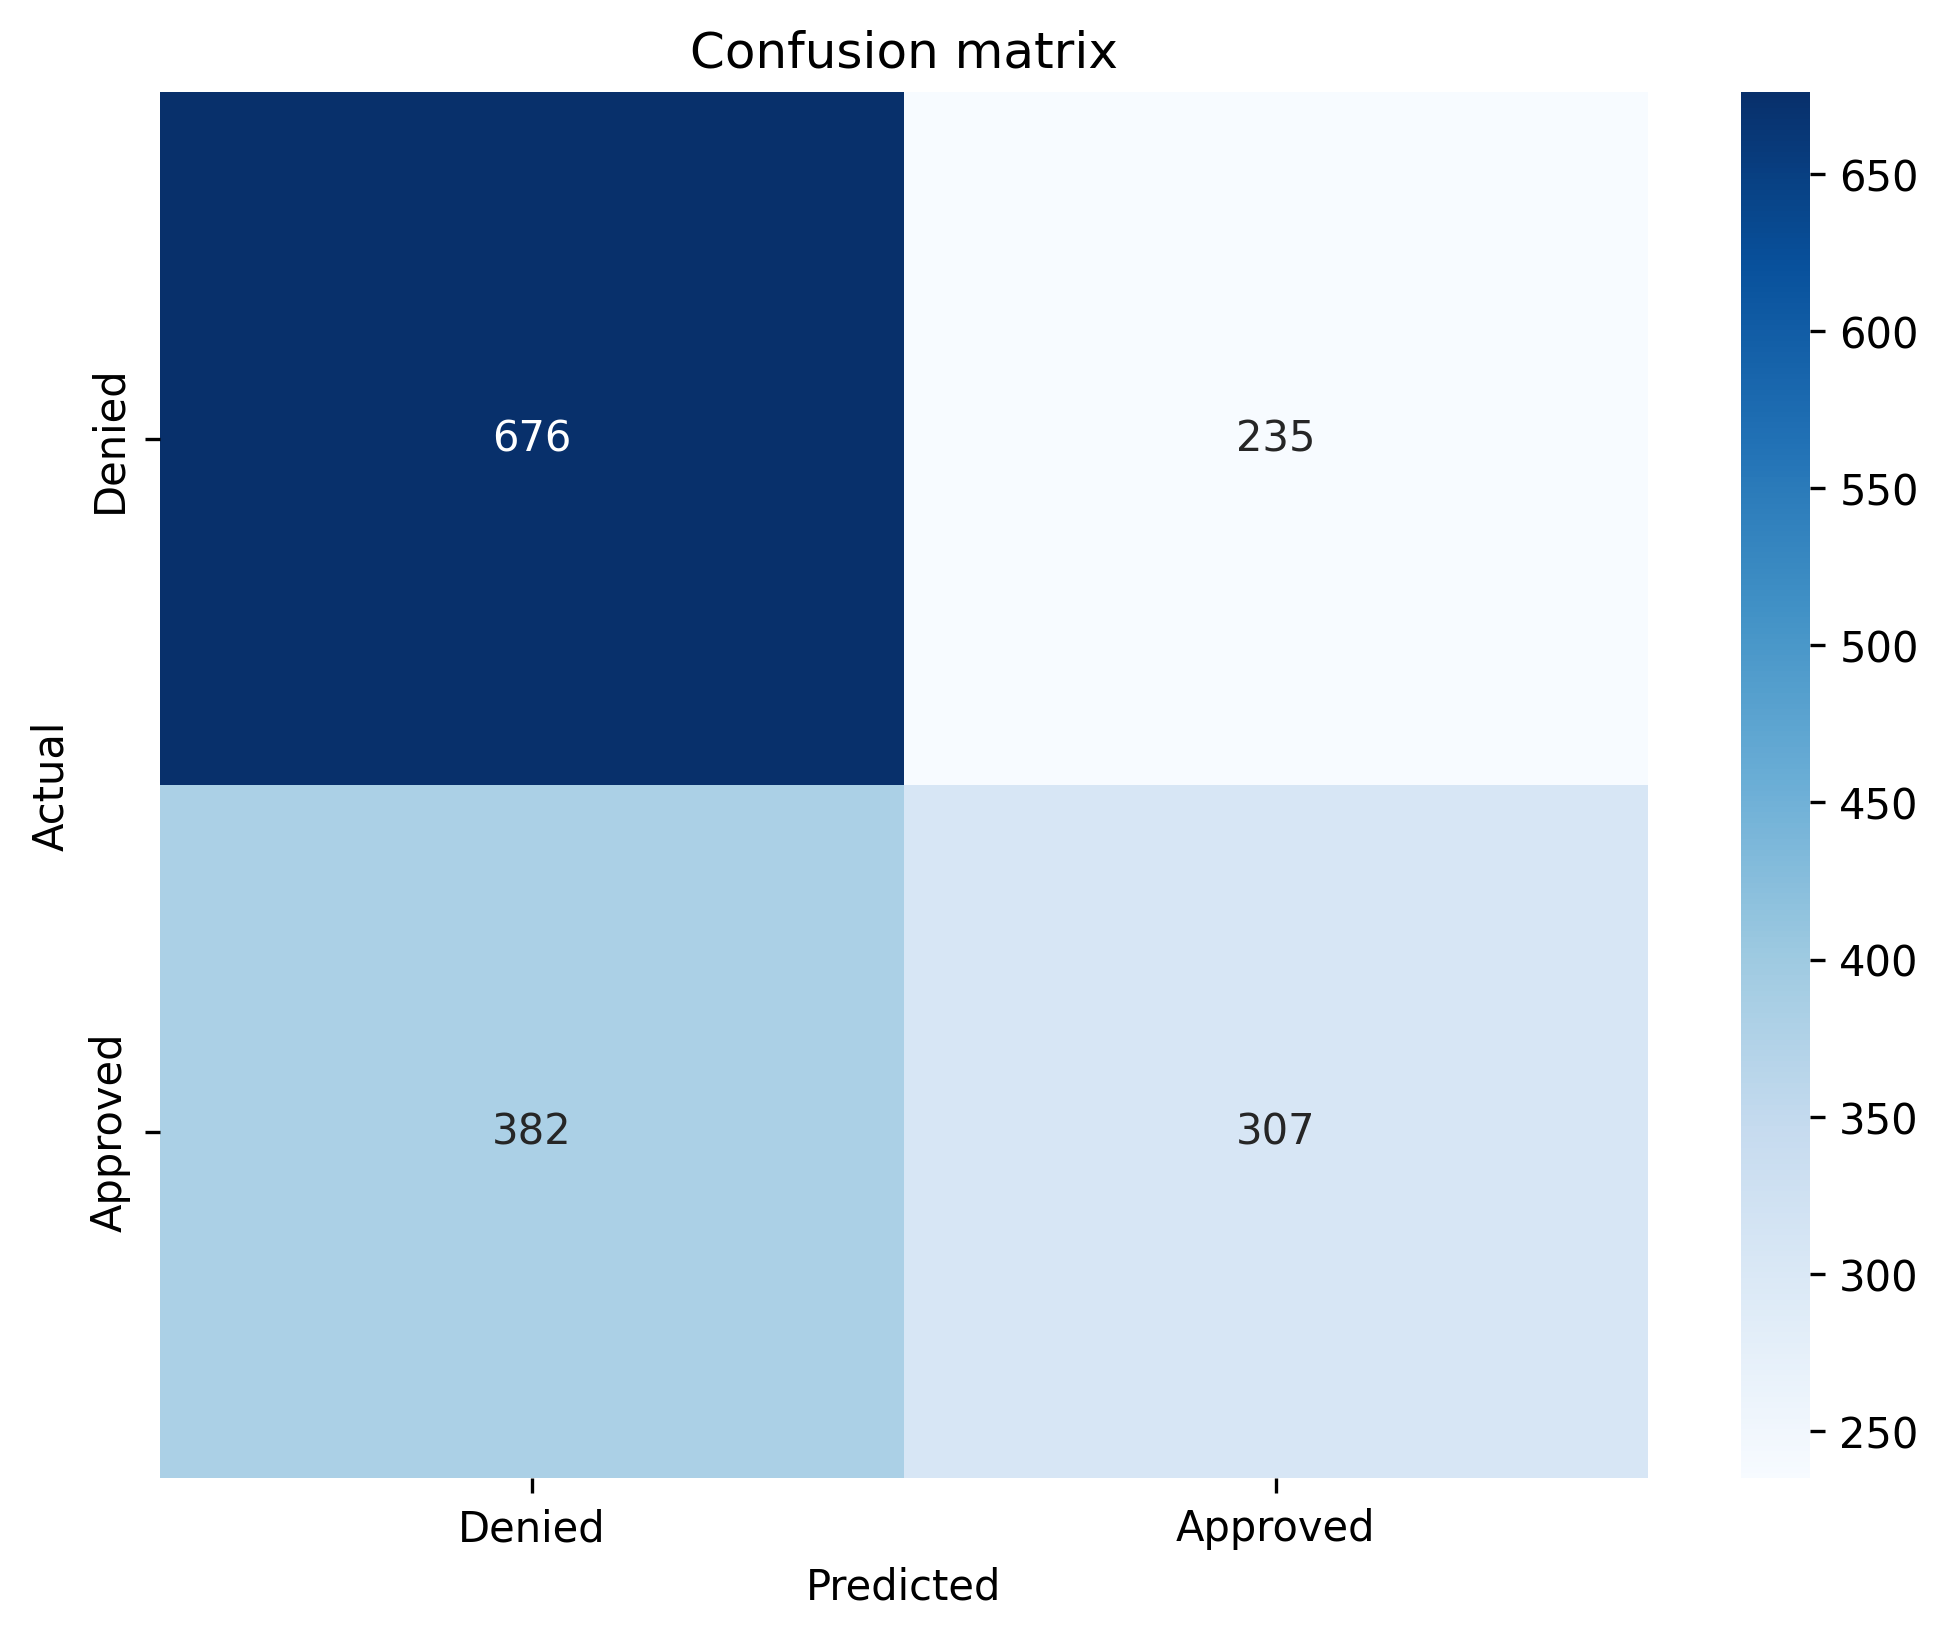 Confusion matrix
Denied
676
235
Actual
Approved
382
307
Denied
Approved
Predicted
650
600
550
500
450
400
350
300
250